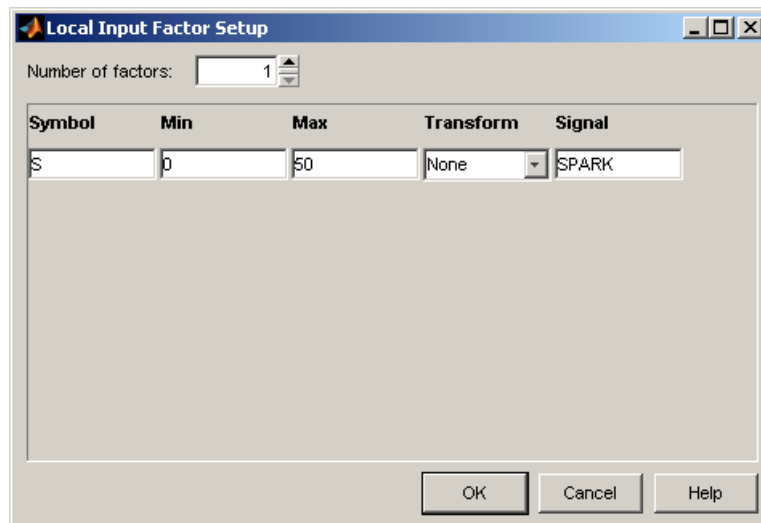 Local Input Factor Setup
Number of factors: 1
Symbol Min Max Transform Signal
S 0 50 None SPARK
OK Cancel Help